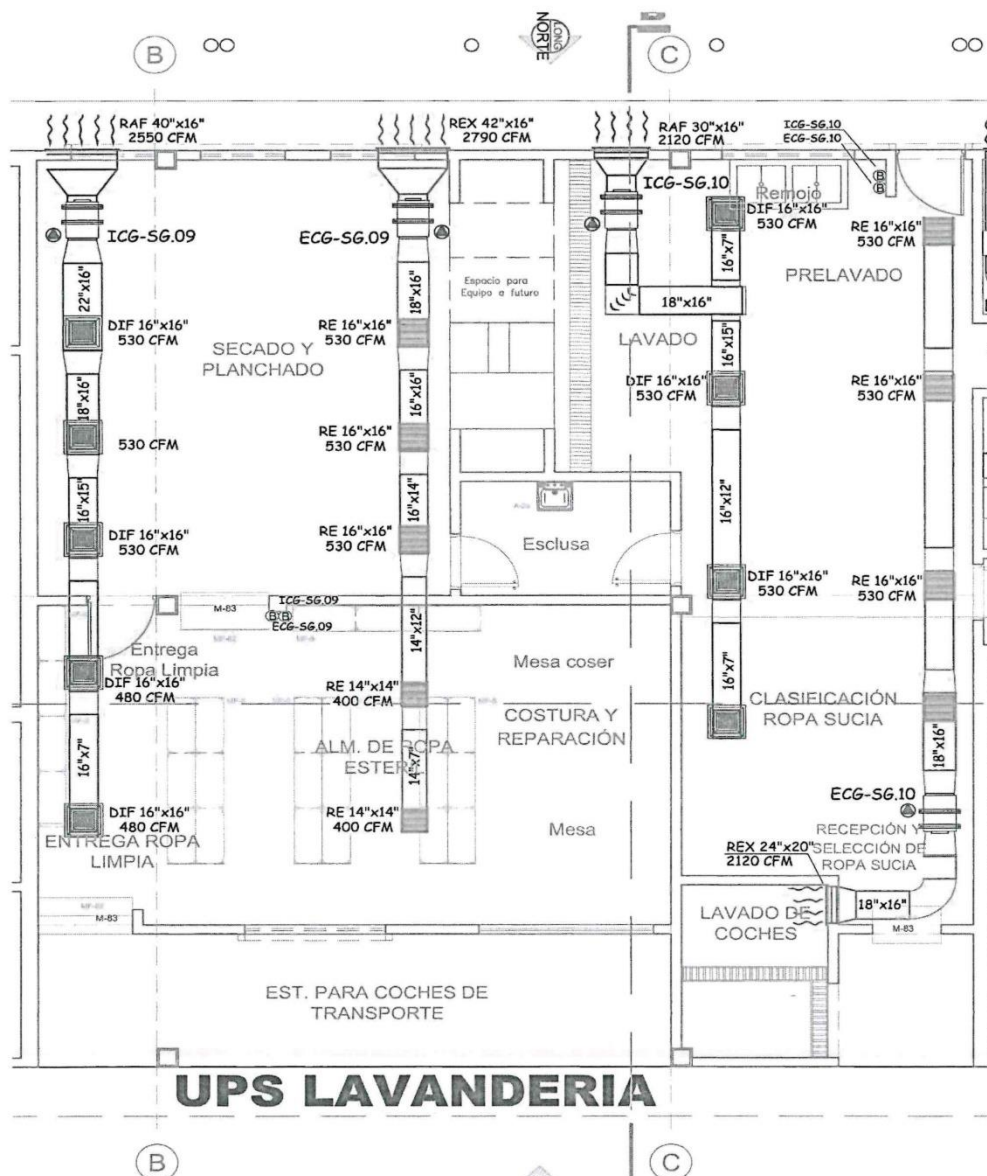 B
LONG
NORTE
C
RAF 40"x16"
2550 CFM
REX 42"x16"
2790 CFM
RAF 30"x16"
2120 CFM
ICG-SG.10
ECG-SG.10
ICG-SG.10
Remojo
DIF 16"x16"
530 CFM
RE 16"x16"
530 CFM
ICG-SG.09
ECG-SG.09
16"x7"
PRELAVADO
22"x16"
18"x16"
Espacio para
Equipo a futuro
18"x16"
DIF 16"x16"
530 CFM
RE 16"x16"
530 CFM
SECADO Y
PLANCHADO
LAVADO
16"x15"
18"x16"
16"x16"
DIF 16"x16"
530 CFM
RE 16"x16"
530 CFM
530 CFM
RE 16"x16"
530 CFM
16"x15"
16"x14"
16"x12"
DIF 16"x16"
530 CFM
RE 16"x16"
530 CFM
Esclusa
DIF 16"x16"
530 CFM
RE 16"x16"
530 CFM
M-83
ICG-SG.09
B B
ECG-SG.09
14"x12"
16"x7"
Entrega
Ropa Limpia
Mesa coser
DIF 16"x16"
480 CFM
RE 14"x14"
400 CFM
COSTURA Y
REPARACIÓN
CLASIFICACIÓN
ROPA SUCIA
16"x7"
ALM. DE ROPA
14"x7"
18"x16"
ECG-SG.10
DIF 16"x16"
480 CFM
RE 14"x14"
400 CFM
Mesa
ENTREGA ROPA
LIMPIA
RECEPCIÓN Y
SELECCIÓN DE
ROPA SUCIA
REX 24"x20"
2120 CFM
18"x16"
M-83
LAVADO DE
COCHES
M-83
EST. PARA COCHES DE
TRANSPORTE
UPS LAVANDERIA
B
C